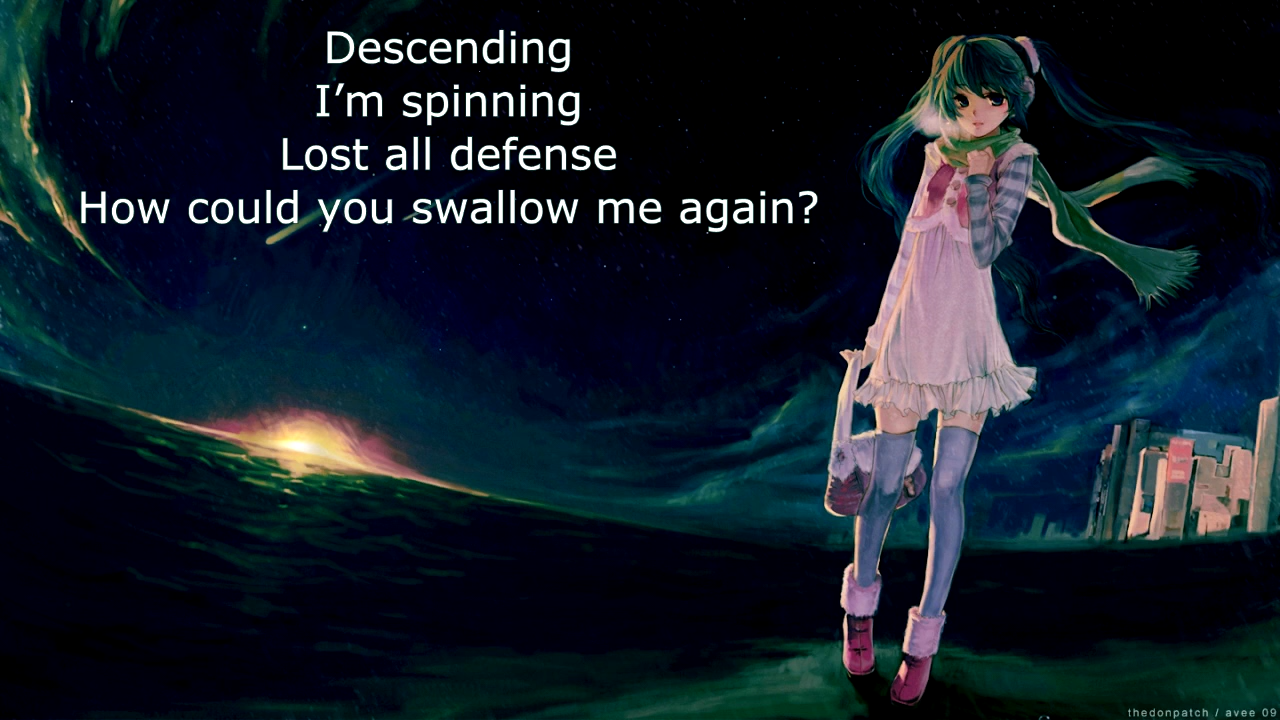 Descending
I’m spinning
Lost all defense
How could you swallow me again?
thedonpatch / avee 09